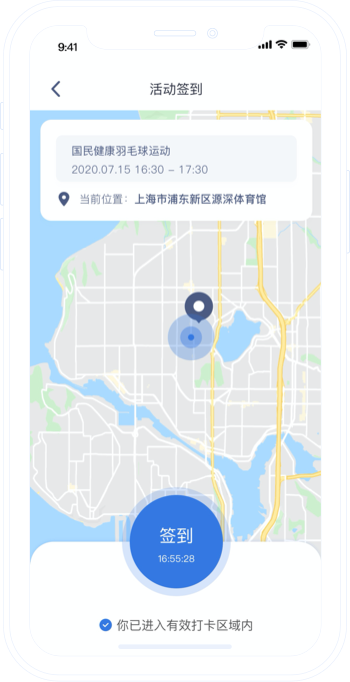 9:41
活动签到
国民健康羽毛球运动
2020.07.15 16:30 - 17:30
当前位置：上海市浦东新区源深体育馆
签到
16:55:28
你已进入有效打卡区域内